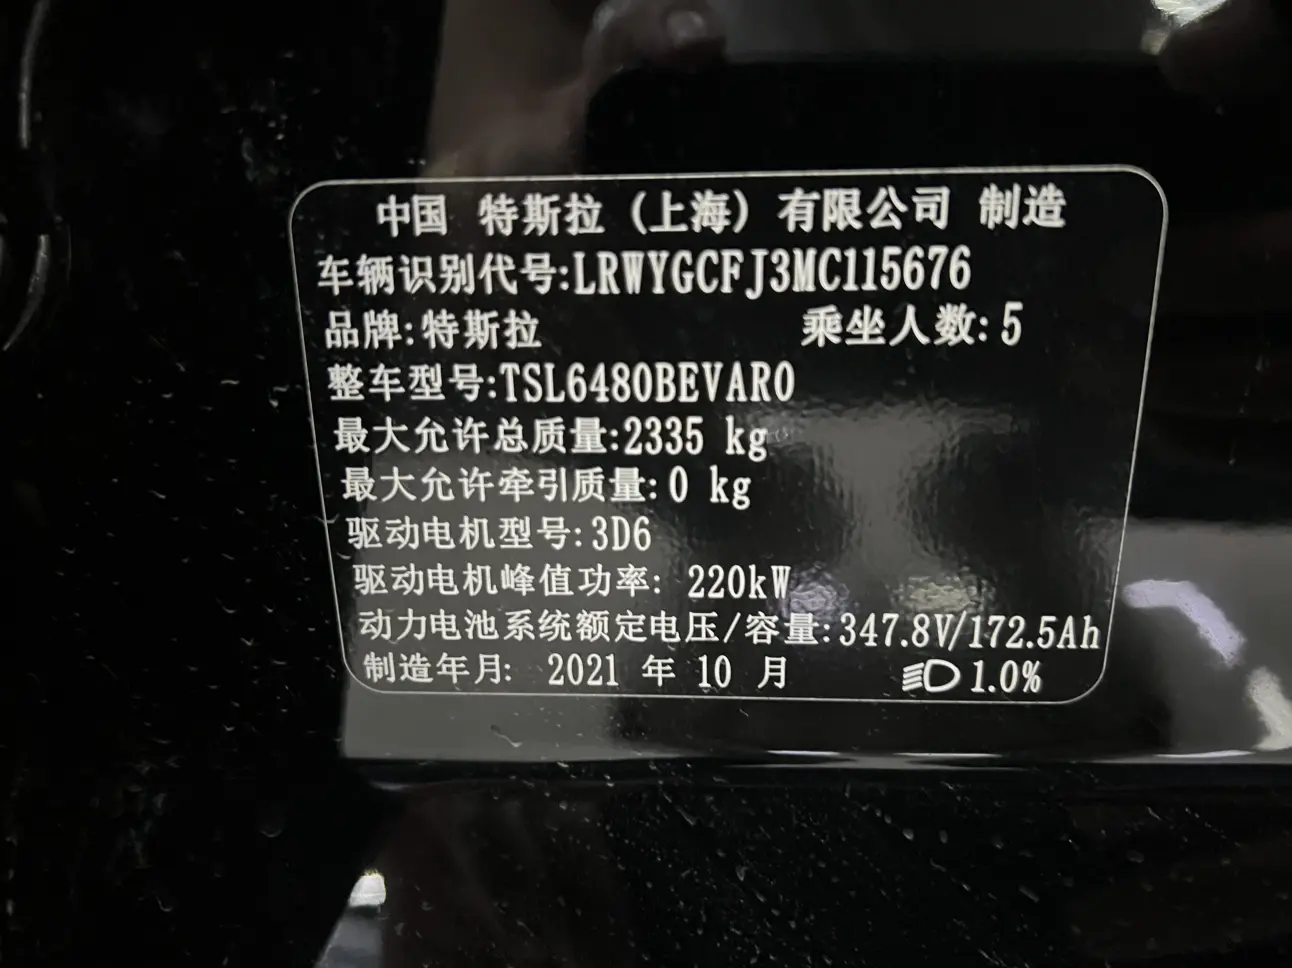 中国 特斯拉（上海）有限公司 制造
车辆识别代号:LRWYGCFJ3MC115676
品牌:特斯拉 乘坐人数:5
整车型号:TSL6480BEVAR0
最大允许总质量:2335 kg
最大允许牵引质量:0 kg
驱动电机型号:3D6
驱动电机峰值功率: 220kW
动力电池系统额定电压/容量:347.8V/172.5Ah
制造年月: 2021 年 10 月 1.0%